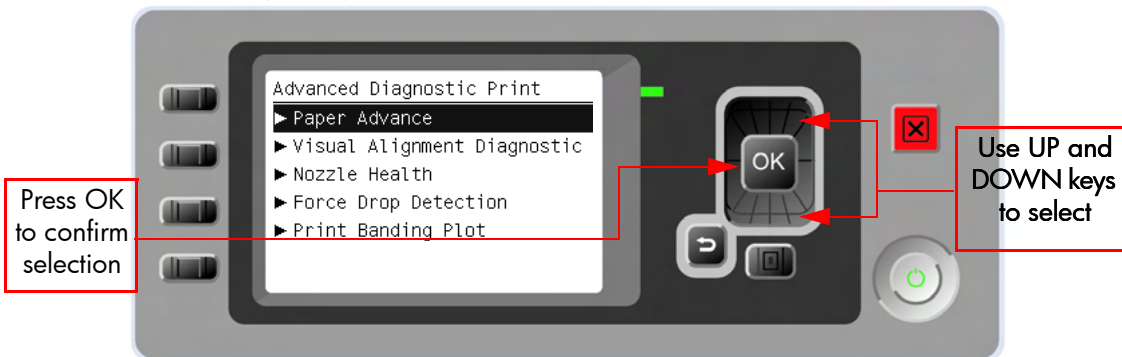 Advanced Diagnostic Print
► Paper Advance
► Visual Alignment Diagnostic
► Nozzle Health
► Force Drop Detection
► Print Banding Plot
OK
Press OK
to confirm
selection
Use UP and
DOWN keys
to select